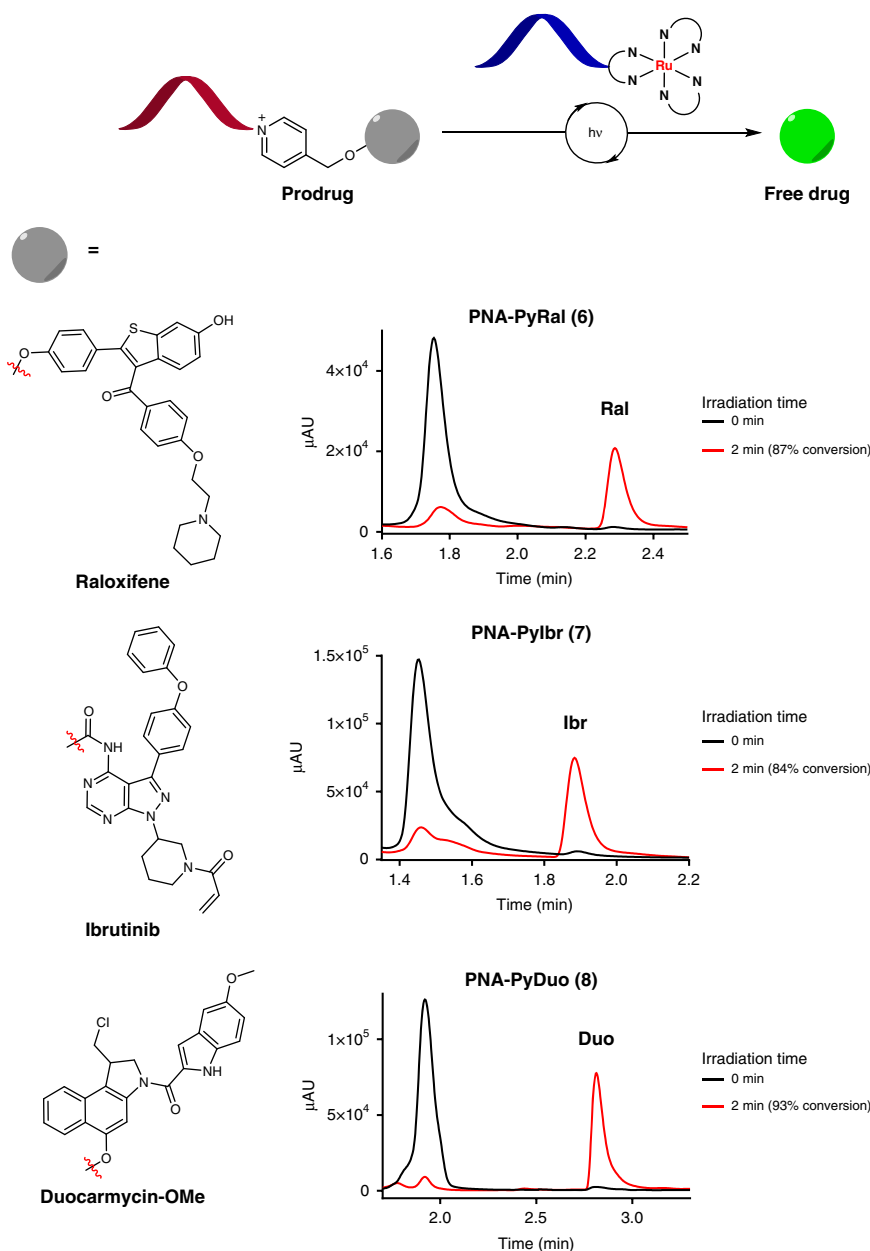 N
N
N
N
Ru
N
N
N
+
N
O
hν
Prodrug
Free drug
=
PNA-PyRal (6)
S
OH
O
O
O
N
Raloxifene
4×10⁴
2×10⁴
0
μAU
Ral
1.6 1.8 2.0 2.2 2.4
Time (min)
Irradiation time
0 min
2 min (87% conversion)
PNA-PyIbr (7)
O
O
NH
N
N
N
N
N
O
Ibrutinib
1.5×10⁵
1×10⁵
5×10⁴
0
μAU
Ibr
1.4 1.6 1.8 2.0 2.2
Time (min)
Irradiation time
0 min
2 min (84% conversion)
PNA-PyDuo (8)
O
Cl
N
NH
O
O
Duocarmycin-OMe
1×10⁵
5×10⁴
0
μAU
Duo
2.0 2.5 3.0
Time (min)
Irradiation time
0 min
2 min (93% conversion)